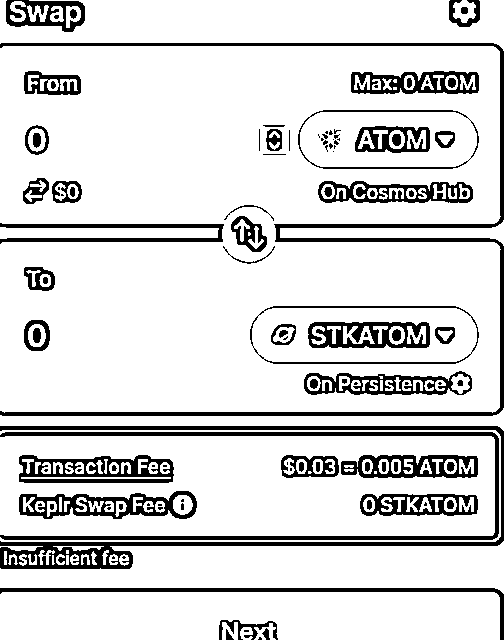 Swap
From
Max: 0 ATOM
0
ATOM
$0
On Cosmos Hub
To
0
STKATOM
On Persistence
Transaction Fee
$0.03 = 0.005 ATOM
Keplr Swap Fee
0 STKATOM
Insufficient fee
Next